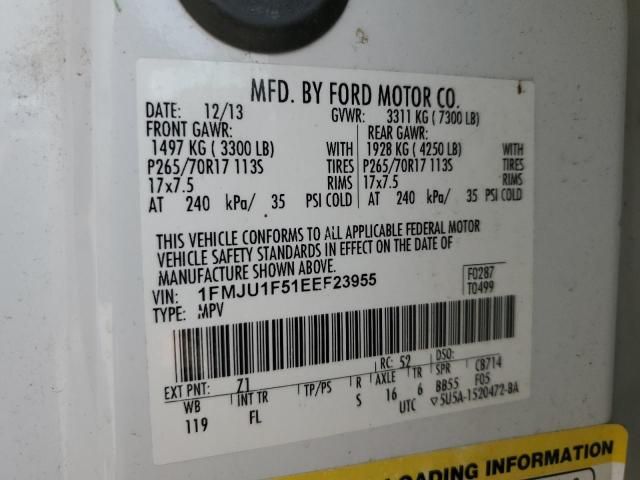 MFD. BY FORD MOTOR CO.
DATE: 12/13 GVWR: 3311 KG ( 7300 LB)
FRONT GAWR: REAR GAWR:
1497 KG ( 3300 LB) WITH 1928 KG ( 4250 LB) WITH
P265/70R17 113S TIRES P265/70R17 113S TIRES
17x7.5 RIMS 17x7.5 RIMS
AT 240 kPa/ 35 PSI COLD AT 240 kPa/ 35 PSI COLD
THIS VEHICLE CONFORMS TO ALL APPLICABLE FEDERAL MOTOR
VEHICLE SAFETY STANDARDS IN EFFECT ON THE DATE OF
MANUFACTURE SHOWN ABOVE.
VIN: 1FMJU1F51EEF23955 F0287
TYPE: MPV T0499
EXT PNT: Z1 RC: 52 DSO:
WB INT TR TP/PS R AXLE TR SPR C8714
119 FL S 16 6 BB55 F05
UTC ▽5U5A-1520472-BA
LOADING INFORMATION